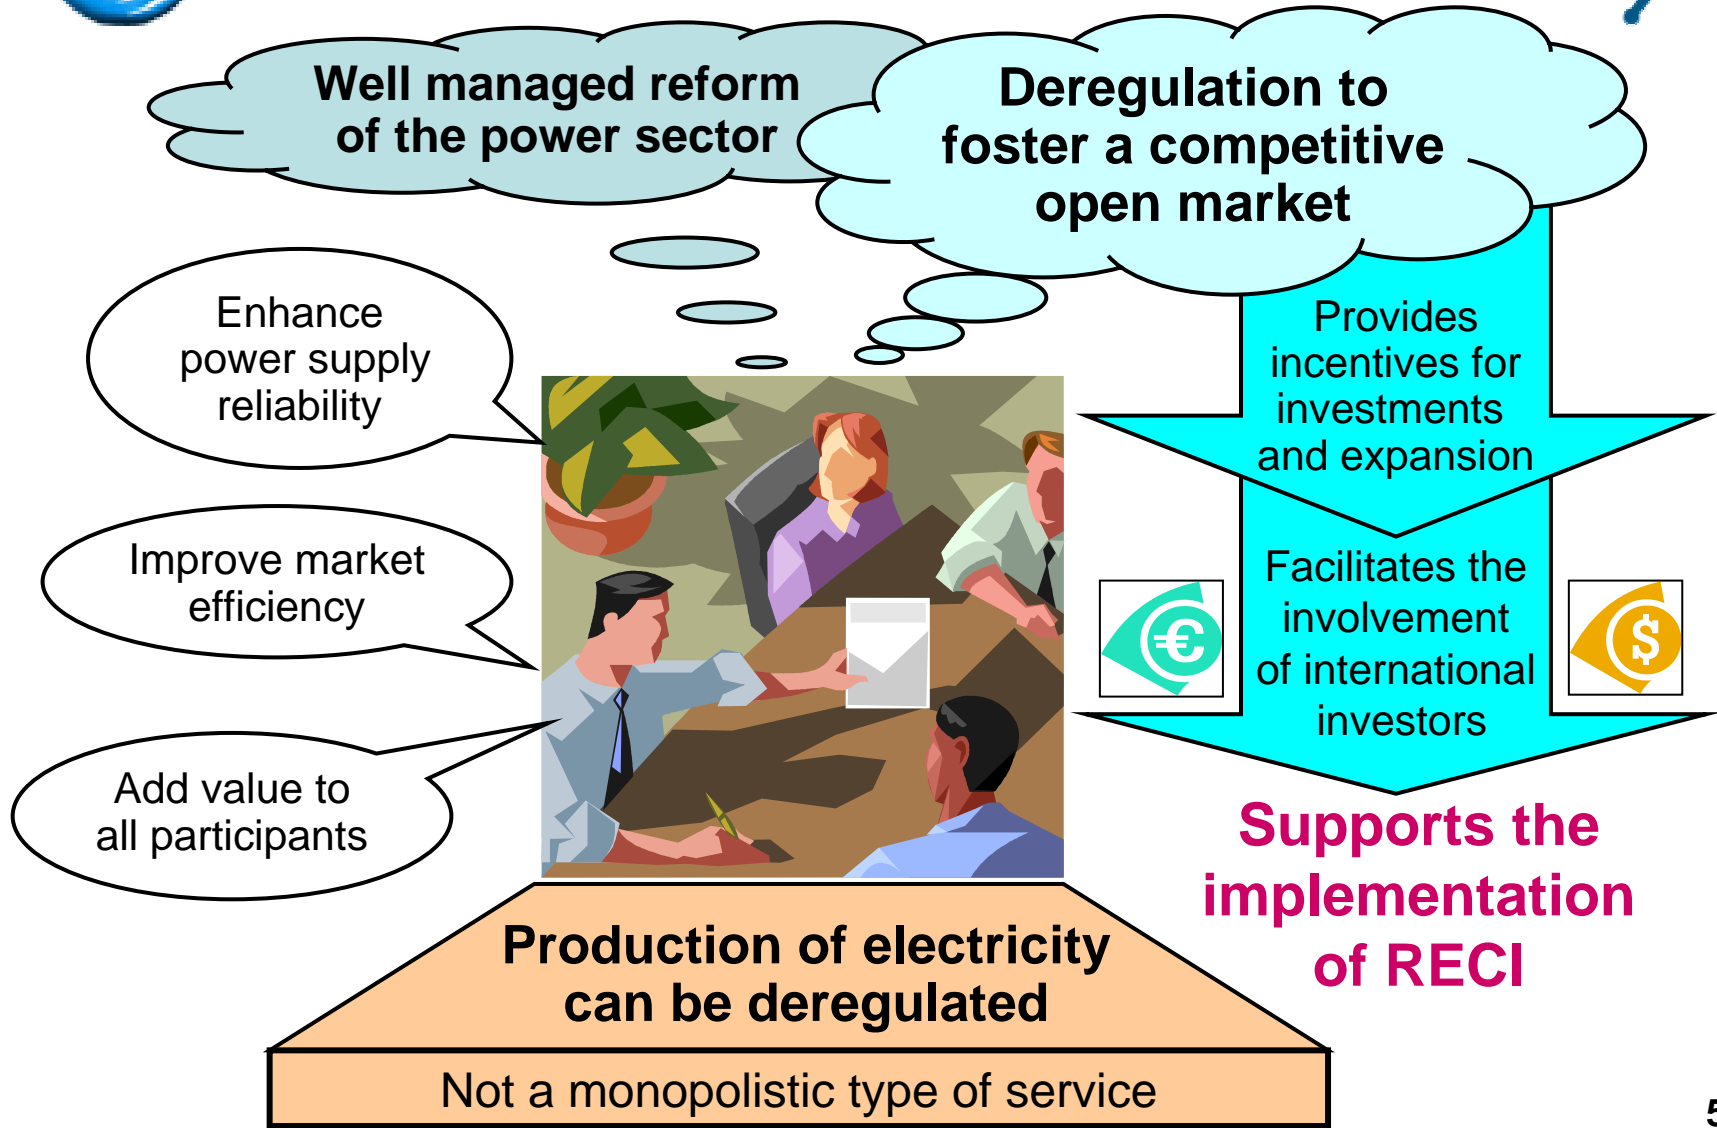 Well managed reform
of the power sector
Deregulation to
foster a competitive
open market
Enhance
power supply
reliability
Improve market
efficiency
Add value to
all participants
Provides
incentives for
investments
and expansion
Facilitates the
involvement
of international
investors
€
$
Supports the
implementation
of RECI
Production of electricity
can be deregulated
Not a monopolistic type of service
5